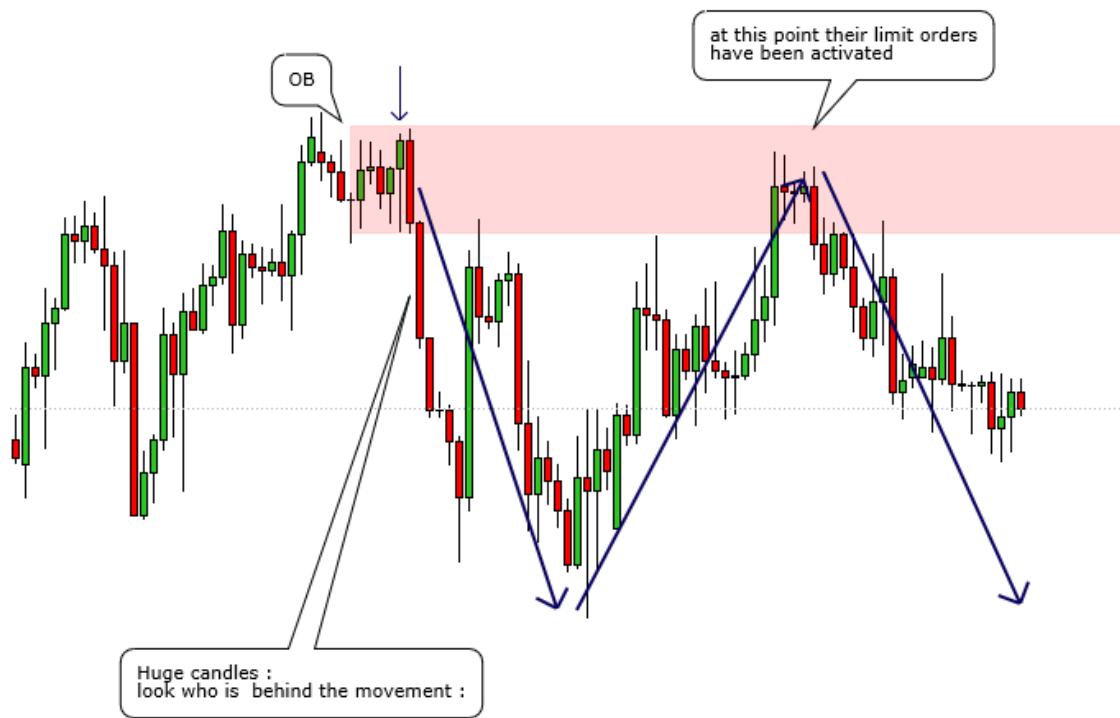 OB
at this point their limit orders
have been activated
Huge candles :
look who is  behind the movement :